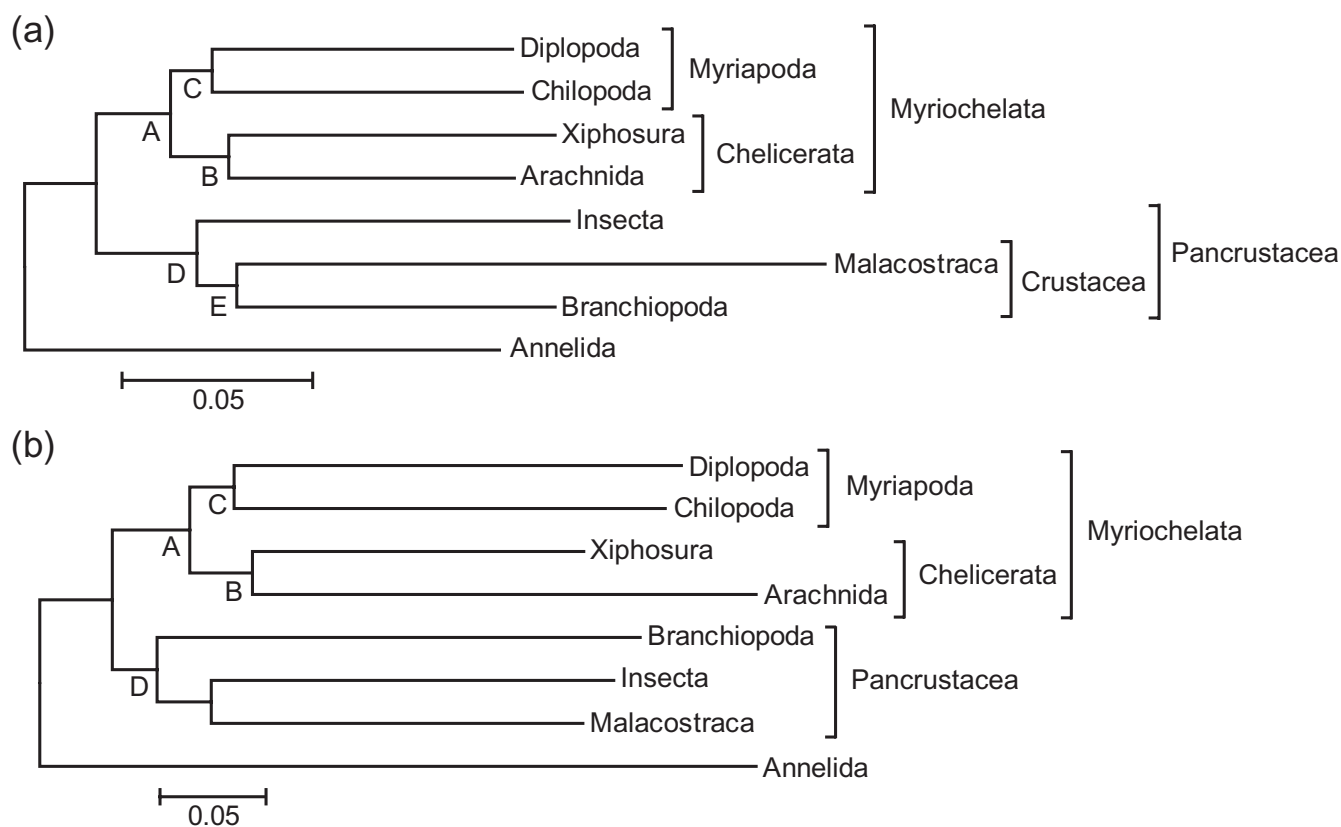 (a)
Diplopoda
Myriapoda
C
Chilopoda
Myriochelata
A
Xiphosura
Chelicerata
B
Arachnida
Insecta
Pancrustacea
D
Malacostraca
Crustacea
E
Branchiopoda
Annelida
0.05
(b)
Diplopoda
Myriapoda
C
Chilopoda
Myriochelata
A
Xiphosura
Chelicerata
B
Arachnida
Branchiopoda
D
Insecta
Pancrustacea
Malacostraca
Annelida
0.05